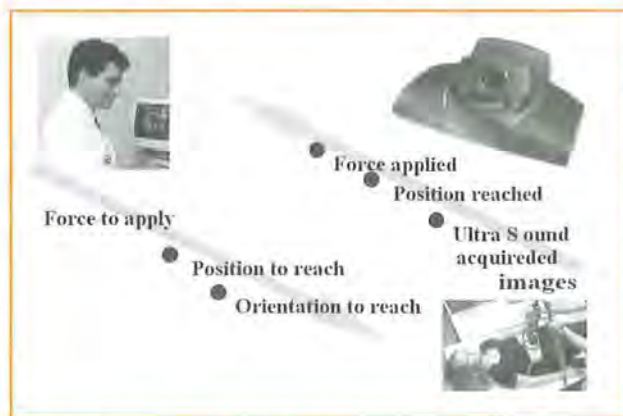 Force applied
Position reached
Force to apply
Ultra S ound
acquireded
Position to reach
images
Orientation to reach